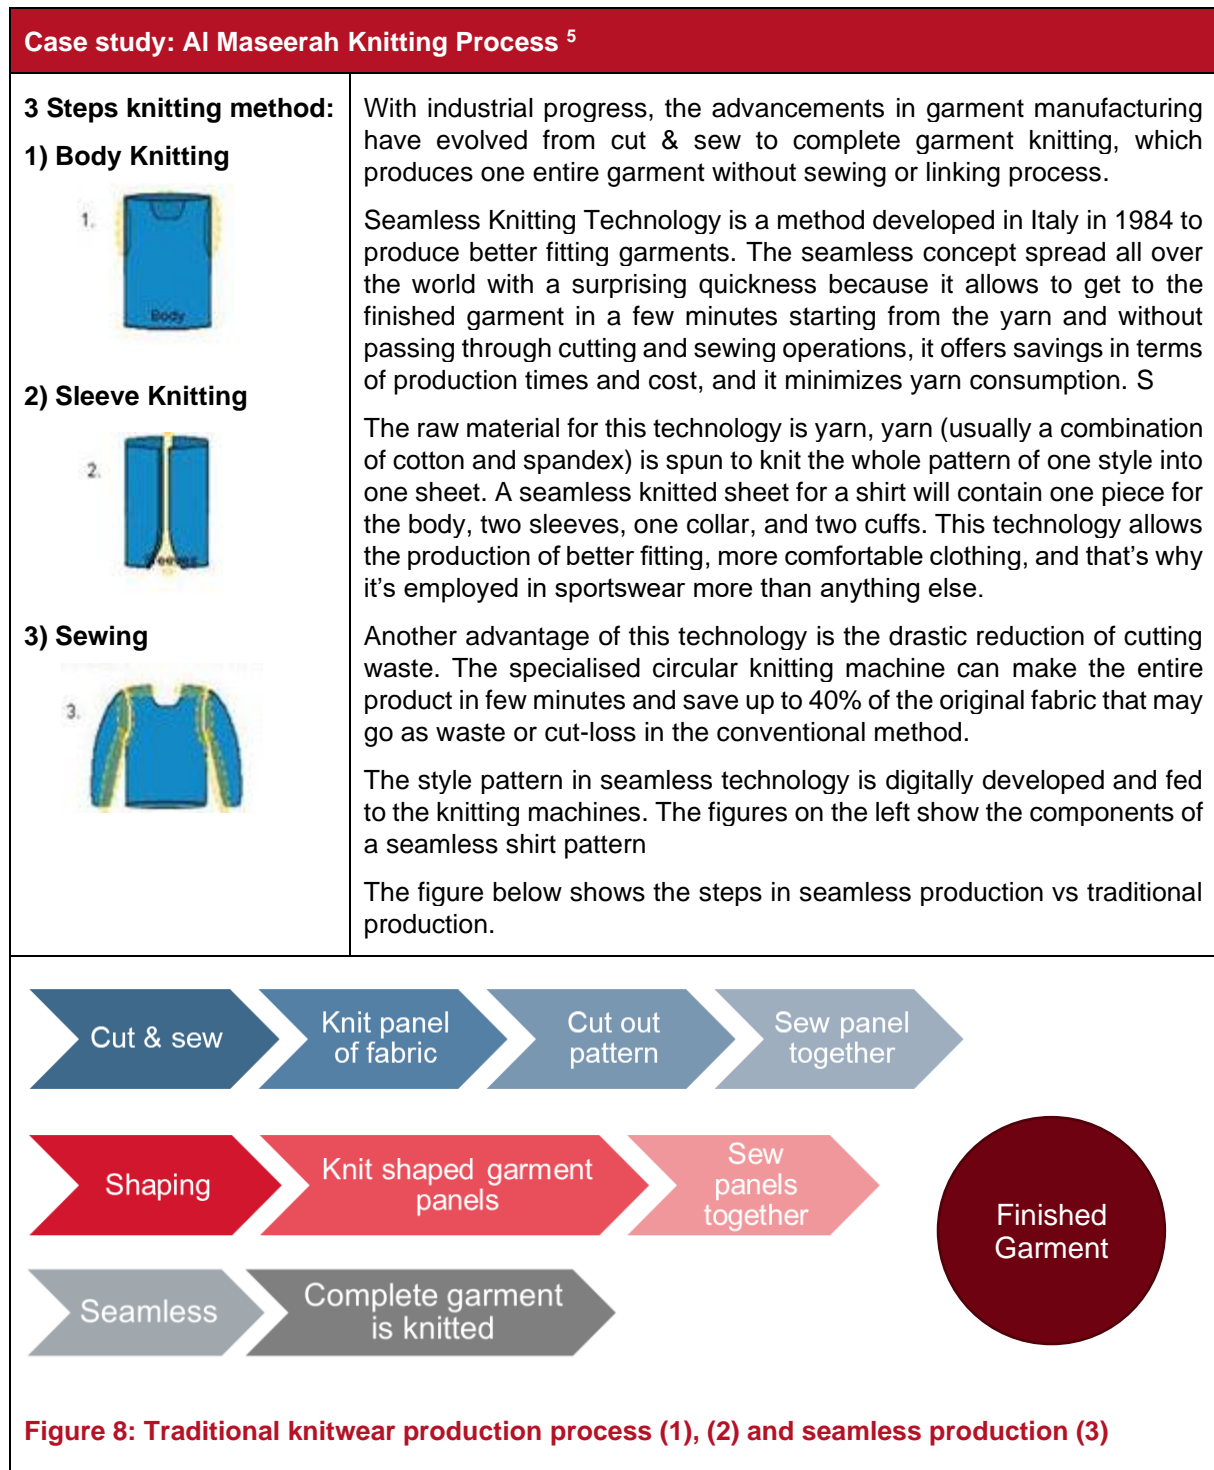 Case study: Al Maseerah Knitting Process 5
3 Steps knitting method:
1) Body Knitting
1.
Body
2) Sleeve Knitting
2.
3) Sewing
3.
With industrial progress, the advancements in garment manufacturing
have evolved from cut & sew to complete garment knitting, which
produces one entire garment without sewing or linking process.
Seamless Knitting Technology is a method developed in Italy in 1984 to
produce better fitting garments. The seamless concept spread all over
the world with a surprising quickness because it allows to get to the
finished garment in a few minutes starting from the yarn and without
passing through cutting and sewing operations, it offers savings in terms
of production times and cost, and it minimizes yarn consumption. S
The raw material for this technology is yarn, yarn (usually a combination
of cotton and spandex) is spun to knit the whole pattern of one style into
one sheet. A seamless knitted sheet for a shirt will contain one piece for
the body, two sleeves, one collar, and two cuffs. This technology allows
the production of better fitting, more comfortable clothing, and that’s why
it’s employed in sportswear more than anything else.
Another advantage of this technology is the drastic reduction of cutting
waste. The specialised circular knitting machine can make the entire
product in few minutes and save up to 40% of the original fabric that may
go as waste or cut-loss in the conventional method.
The style pattern in seamless technology is digitally developed and fed
to the knitting machines. The figures on the left show the components of
a seamless shirt pattern
The figure below shows the steps in seamless production vs traditional
production.
Cut & sew
Knit panel
of fabric
Cut out
pattern
Sew panel
together
Shaping
Knit shaped garment
panels
Sew
panels
together
Seamless
Complete garment
is knitted
Finished
Garment
Figure 8: Traditional knitwear production process (1), (2) and seamless production (3)